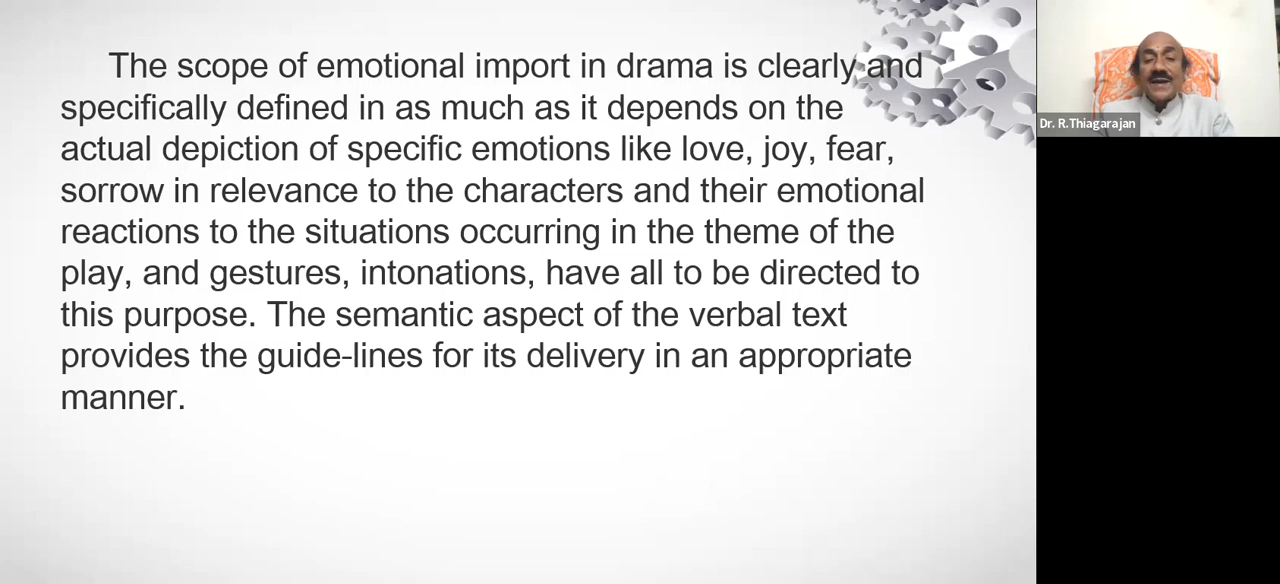 The scope of emotional import in drama is clearly and
specifically defined in as much as it depends on the
actual depiction of specific emotions like love, joy, fear,
sorrow in relevance to the characters and their emotional
reactions to the situations occurring in the theme of the
play, and gestures, intonations, have all to be directed to
this purpose. The semantic aspect of the verbal text
provides the guide-lines for its delivery in an appropriate
manner.
Dr. R.Thiagarajan